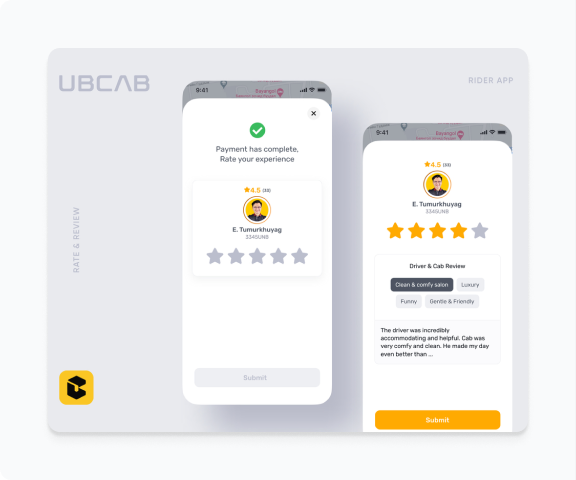 UBCAB
RIDER APP
RATE & REVIEW
9:41
Bayangol
Payment has complete,
Rate your experience
4.5 (35)
E. Tumurkhuyag
3345UNB
Submit
9:41
Bayangol
4.5 (35)
E. Tumurkhuyag
3345UNB
Driver & Cab Review
Clean & comfy salon Luxury
Funny Gentle & Friendly
The driver was incredibly
accommodating and helpful. Cab was
very comfy and clean. He made my day
even better than ...
Submit